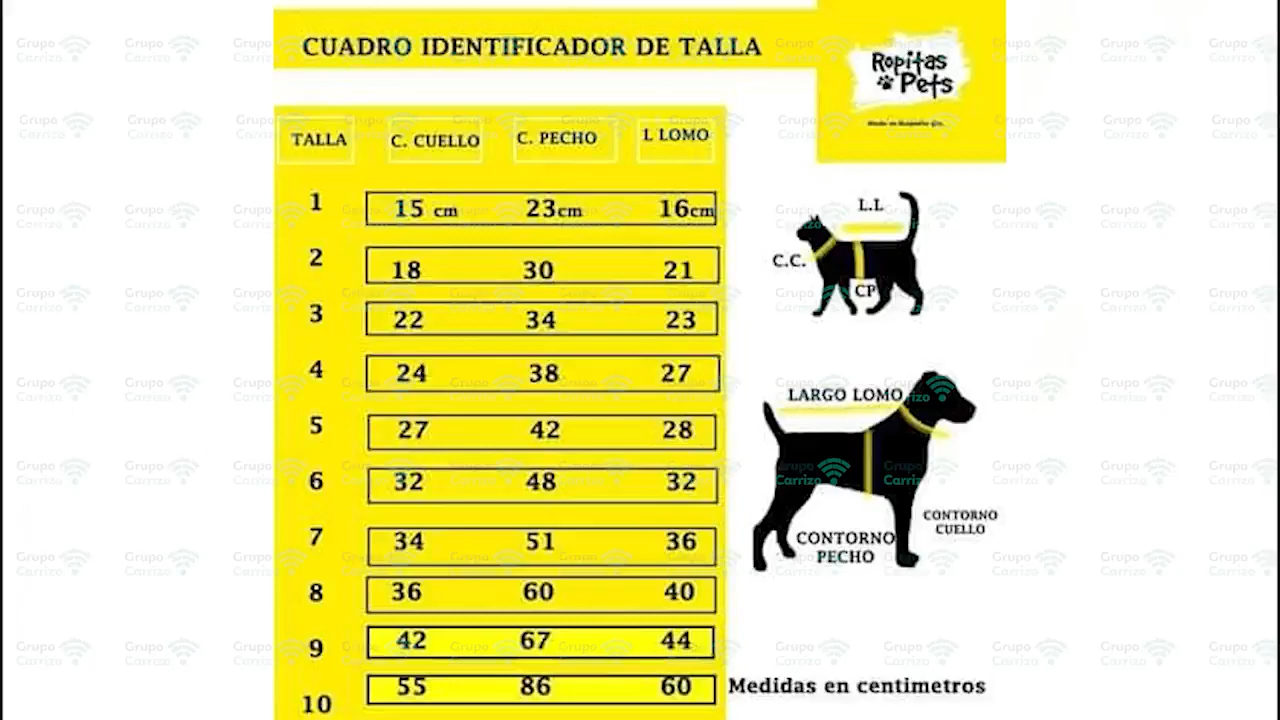 CUADRO IDENTIFICADOR DE TALLA
Ropitas
Pets
TALLA C. CUELLO C. PECHO L LOMO
1 15 cm 23cm 16cm
2 18 30 21
3 22 34 23
4 24 38 27
5 27 42 28
6 32 48 32
7 34 51 36
8 36 60 40
9 42 67 44
10 55 86 60
L.L
C.C.
CP
LARGO LOMO
CONTORNO
CUELLO
CONTORNO
PECHO
Medidas en centimetros
Grupo
Carrizo